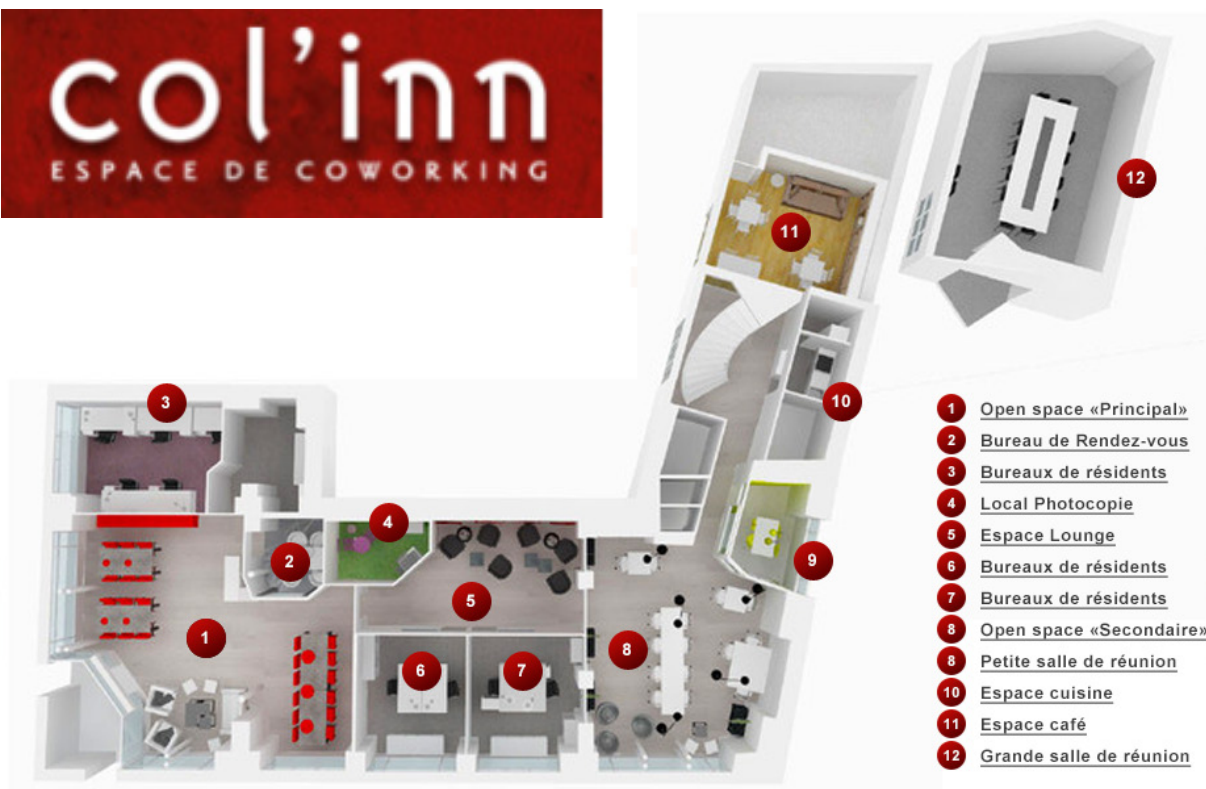 col'inn
ESPACE DE COWORKING
12
11
10
3
4
2
9
5
1
8
6
7
1 Open space «Principal»
2 Bureau de Rendez-vous
3 Bureaux de résidents
4 Local Photocopie
5 Espace Lounge
6 Bureaux de résidents
7 Bureaux de résidents
8 Open space «Secondaire»
8 Petite salle de réunion
10 Espace cuisine
11 Espace café
12 Grande salle de réunion